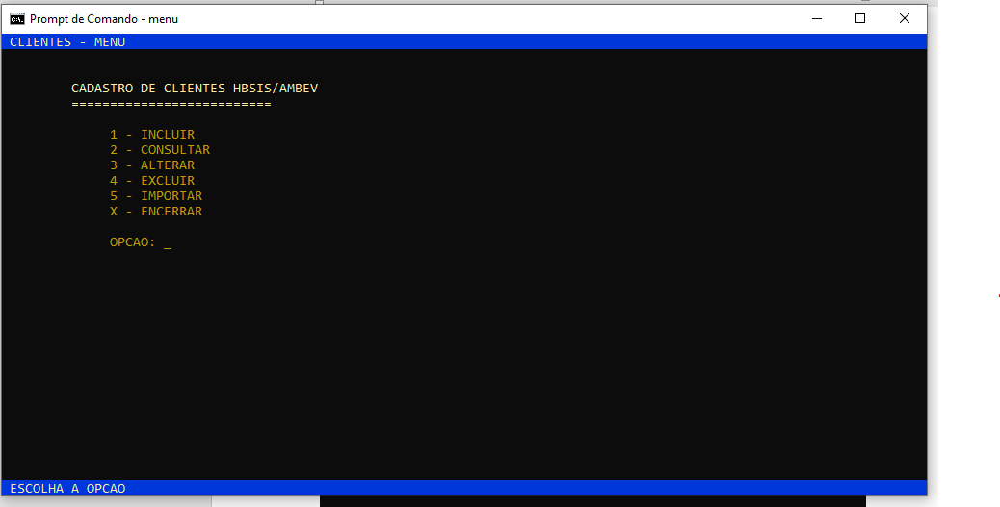 Prompt de Comando - menu
CLIENTES - MENU
CADASTRO DE CLIENTES HBSIS/AMBEV
==========================
1 - INCLUIR
2 - CONSULTAR
3 - ALTERAR
4 - EXCLUIR
5 - IMPORTAR
X - ENCERRAR
OPCAO: _
ESCOLHA A OPCAO